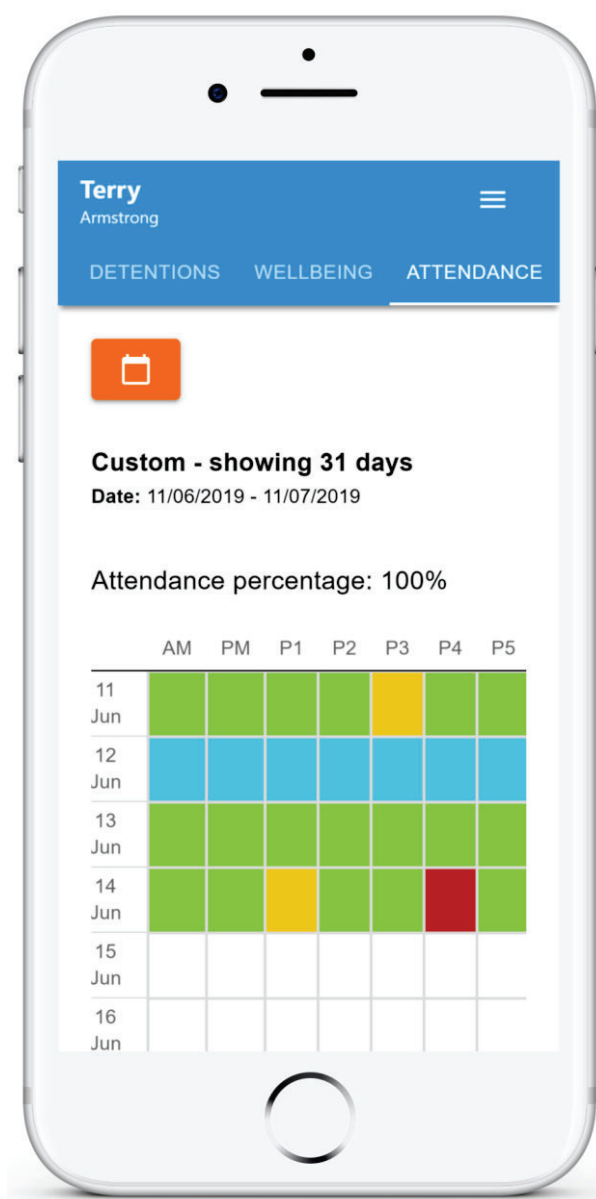 Terry
Armstrong
DETENTIONS WELLBEING ATTENDANCE
Custom - showing 31 days
Date: 11/06/2019 - 11/07/2019
Attendance percentage: 100%
AM PM P1 P2 P3 P4 P5
11
Jun
12
Jun
13
Jun
14
Jun
15
Jun
16
Jun